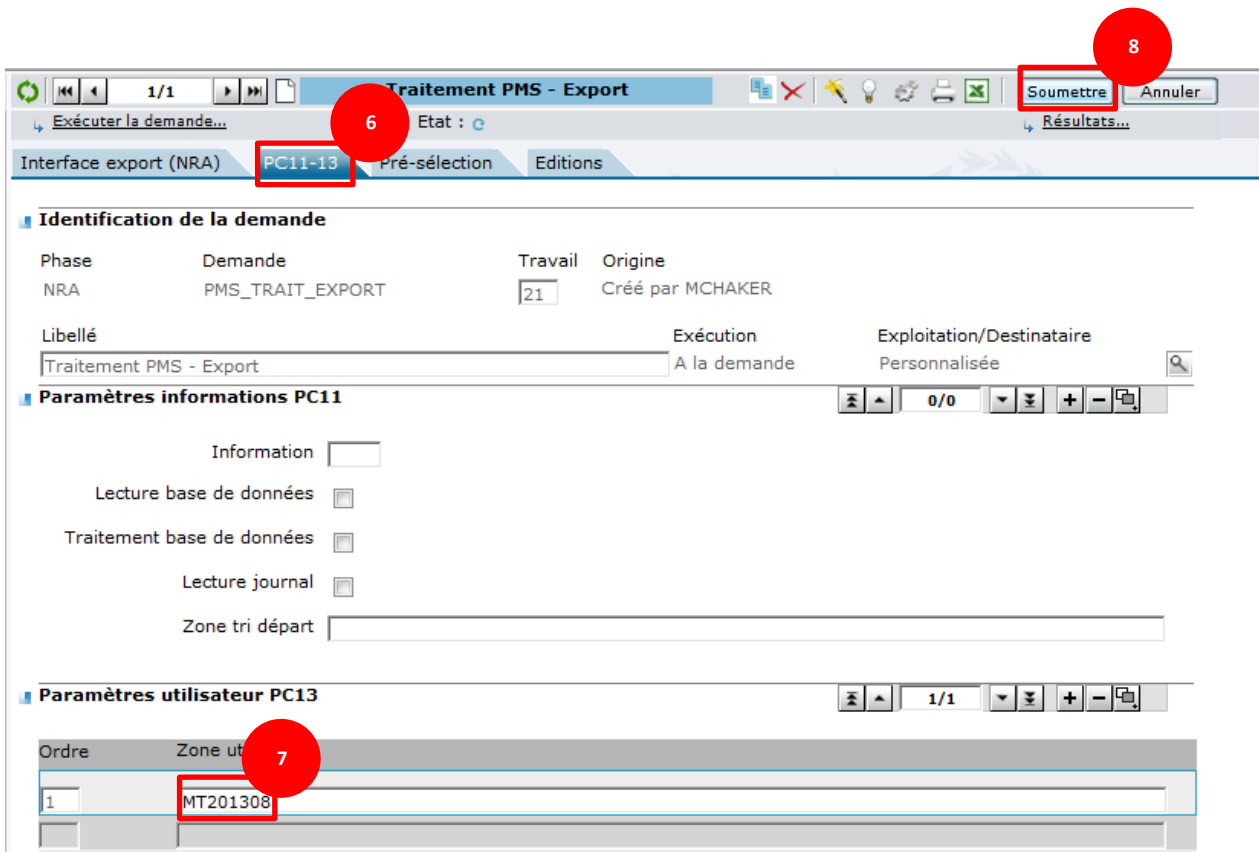 8
1/1 Traitement PMS - Export Soumettre Annuler
Exécuter la demande... 6 Etat : Résultats...
Interface export (NRA) PC11-13 Pré-sélection Editions
Identification de la demande
Phase Demande Travail Origine
NRA PMS_TRAIT_EXPORT 21 Créé par MCHAKER
Libellé Exécution Exploitation/Destinataire
Traitement PMS - Export A la demande Personnalisée
Paramètres informations PC11 0/0
Information
Lecture base de données
Traitement base de données
Lecture journal
Zone tri départ
Paramètres utilisateur PC13 1/1
Ordre Zone ut 7
1 MT201308